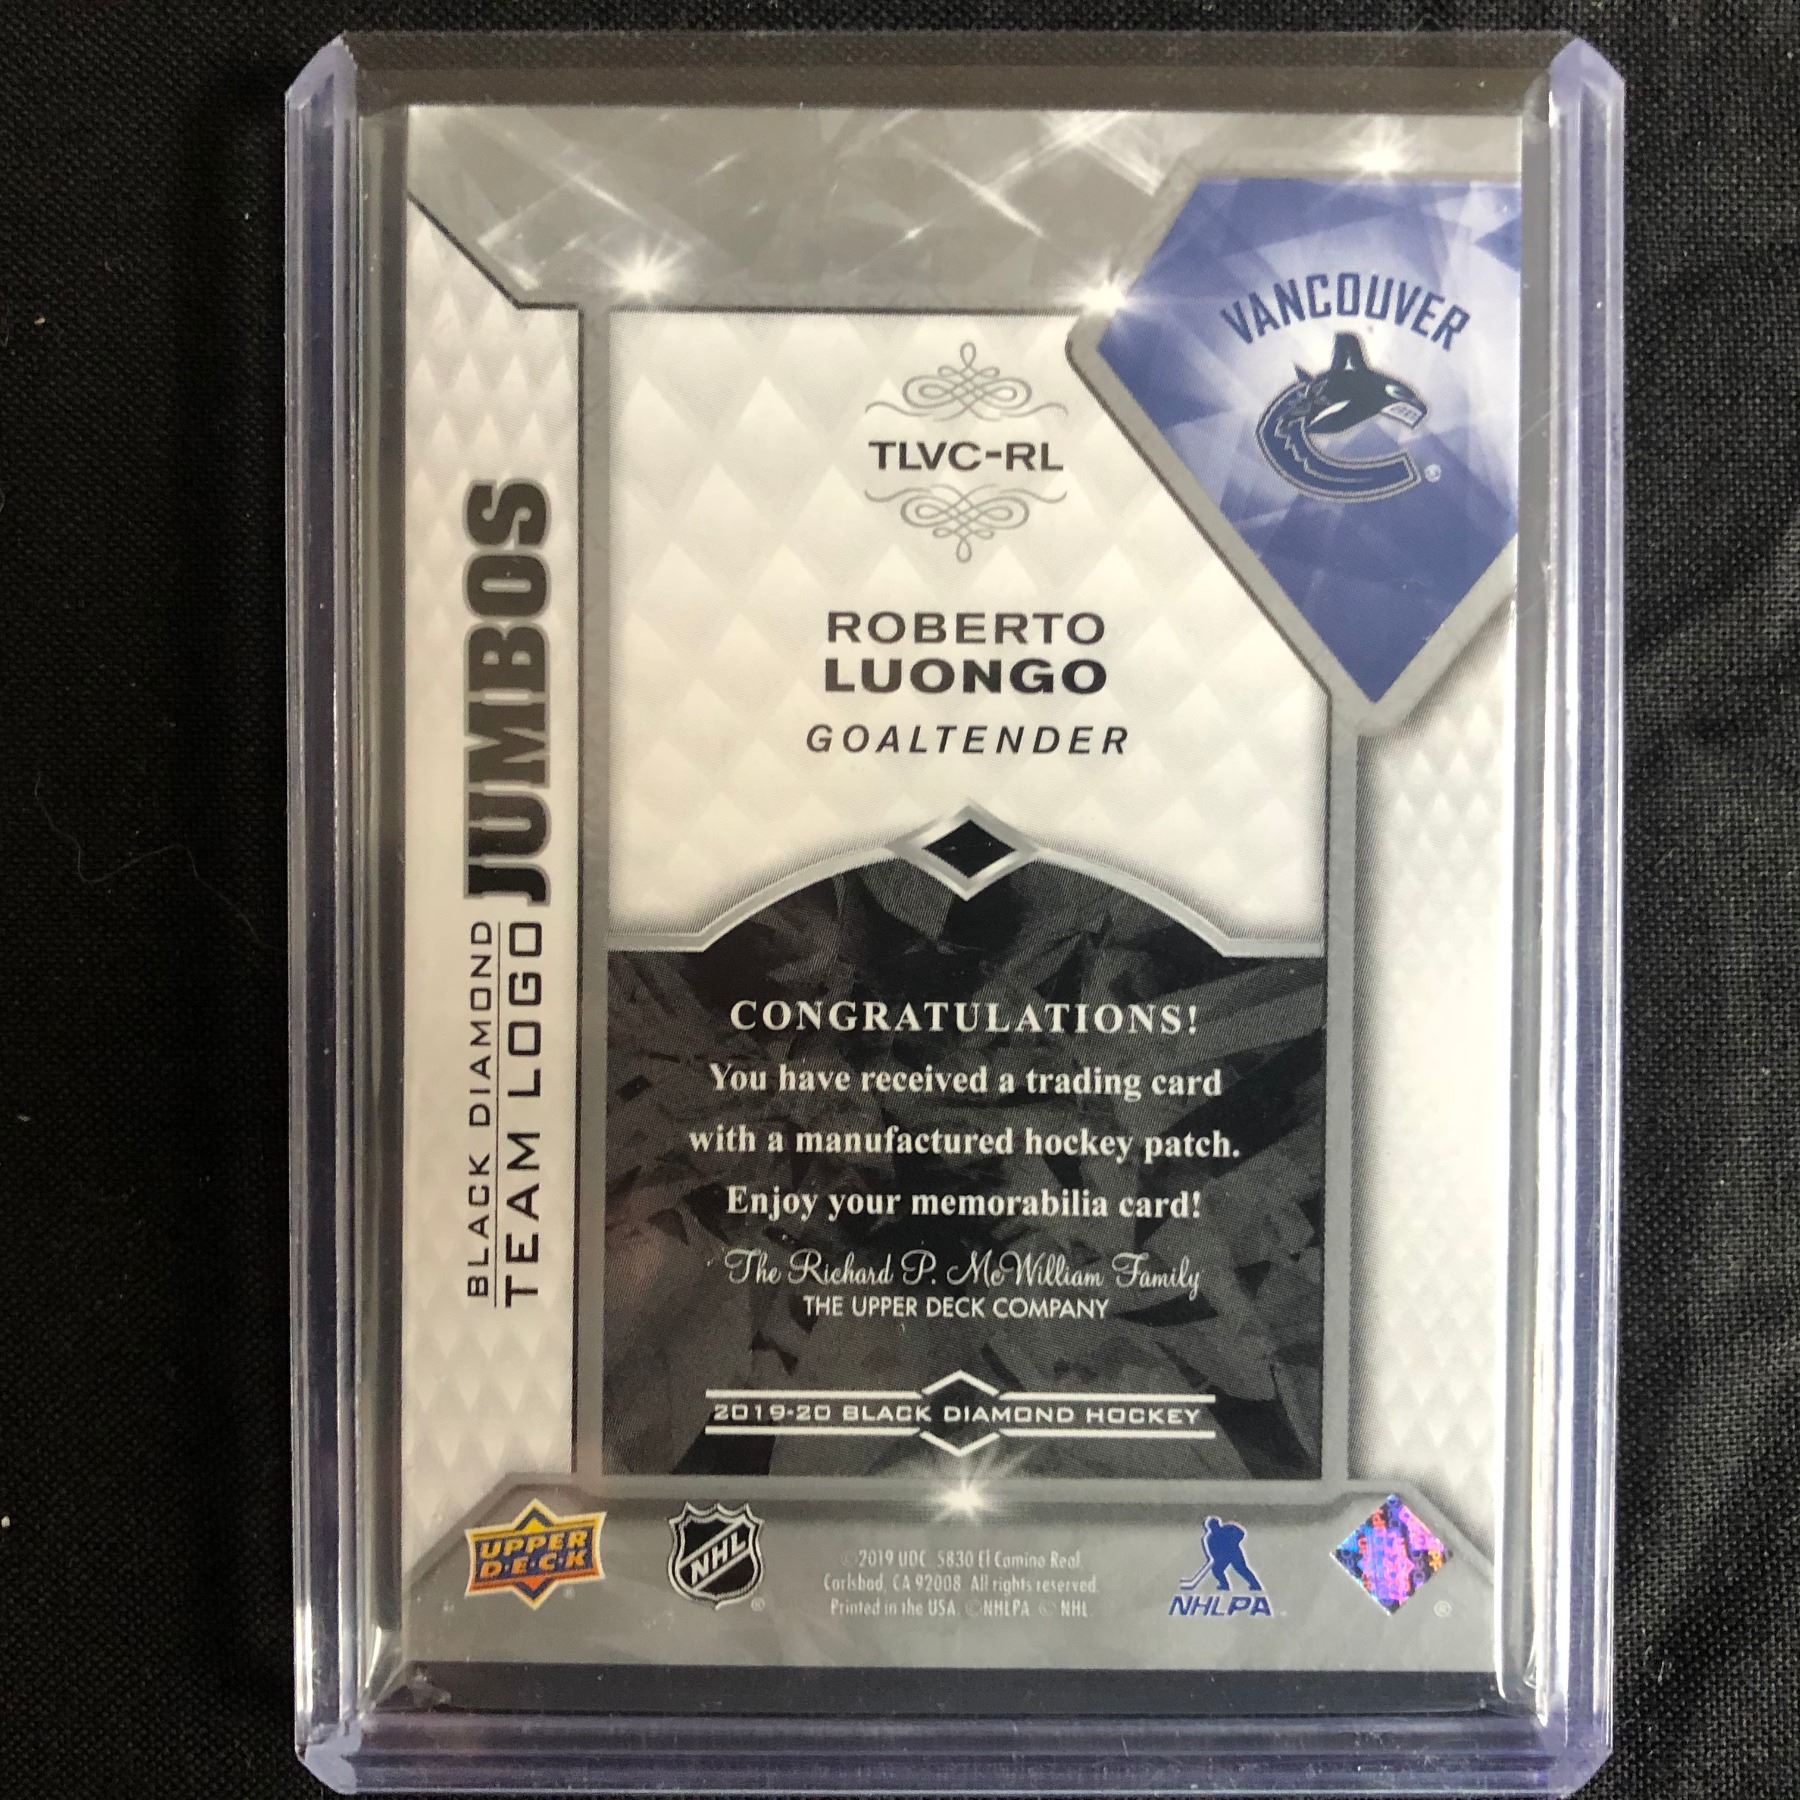 VANCOUVER
TLVC-RL
ROBERTO
LUONGO
GOALTENDER
BLACK DIAMOND
TEAM LOGO
JUMBOS
CONGRATULATIONS!
You have received a trading card
with a manufactured hockey patch.
Enjoy your memorabilia card!
The Richard P. McWilliam Family
THE UPPER DECK COMPANY
2019-20 BLACK DIAMOND HOCKEY
UPPER
D·E·C·K
NHL
©2019 UDC. 5830 El Camino Real.
Carlsbad, CA 92008. All rights reserved.
Printed in the USA. ©NHLPA © NHL
NHLPA